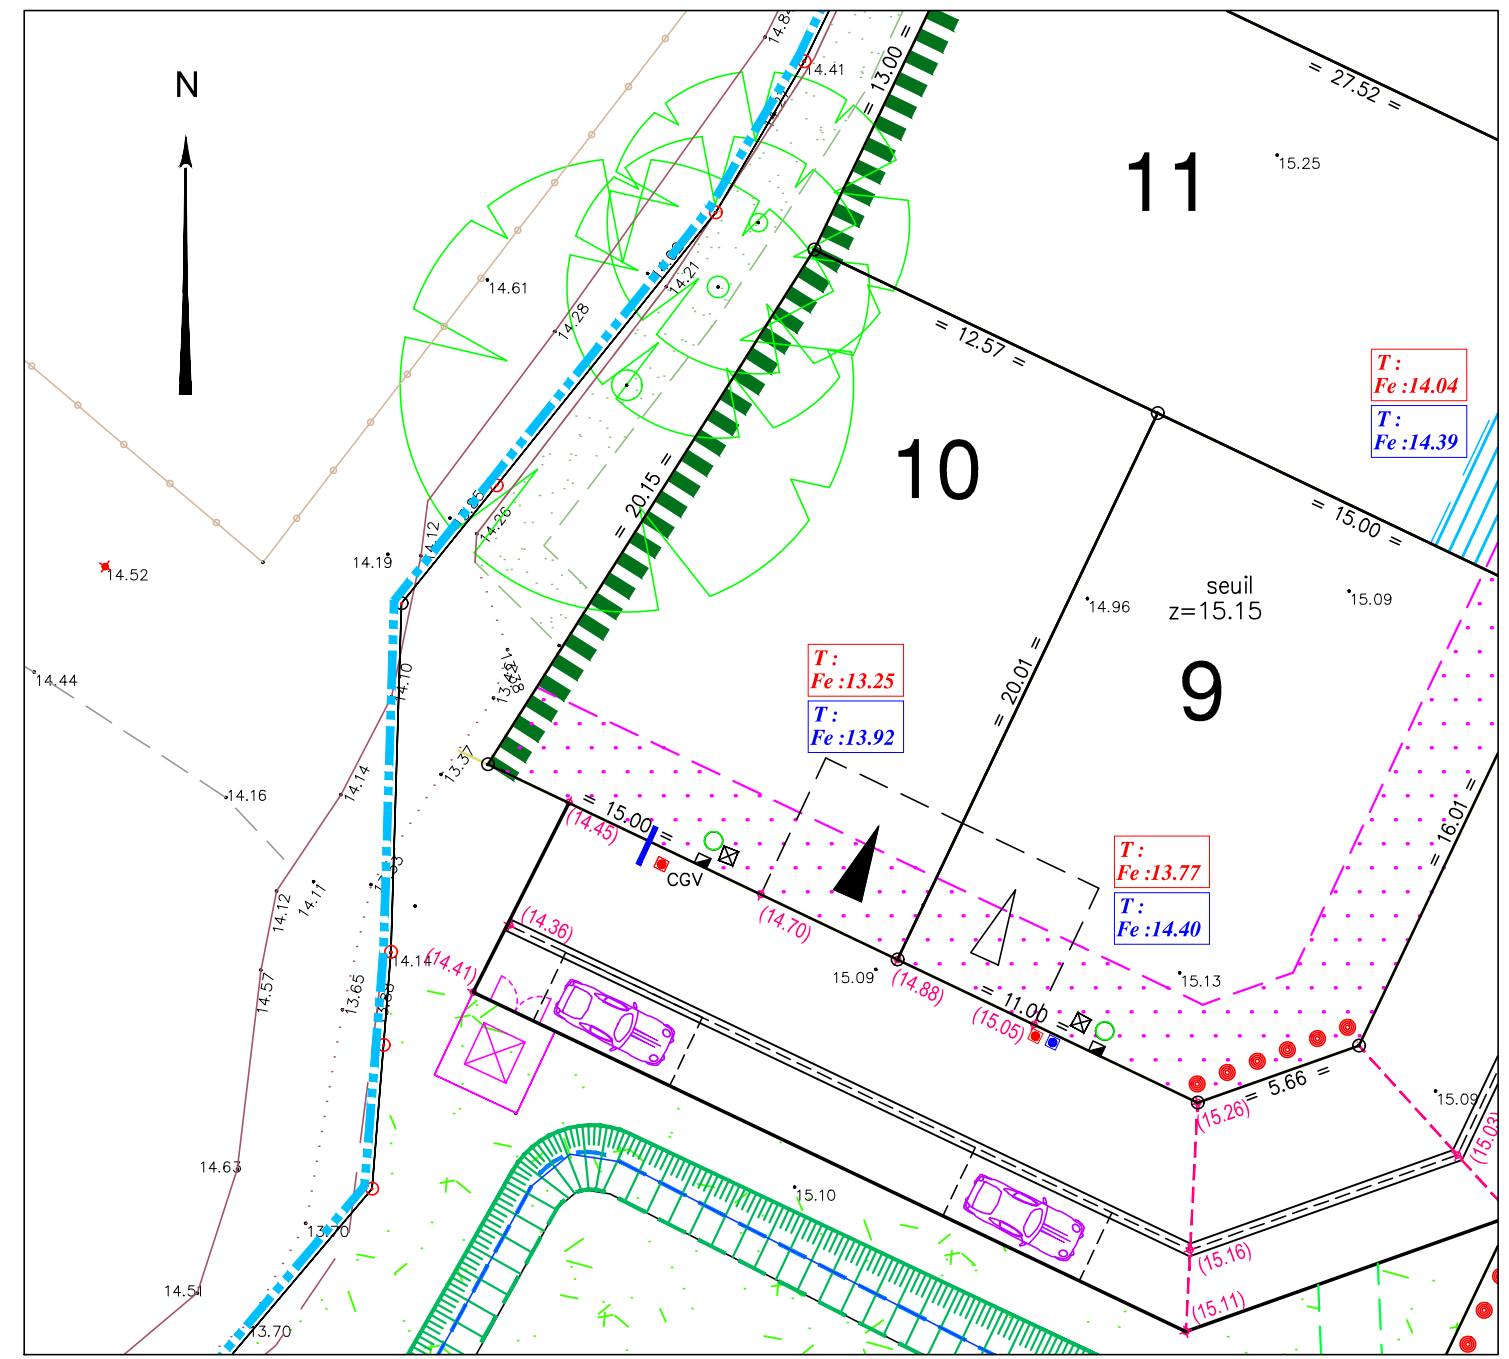 14.84
14.41
= 13.00 =
= 27.52 =
N
11
15.25
14.61
14.21
14.28
= 12.57 =
T :
Fe :14.04
T :
Fe :14.39
10
= 20.15 =
= 15.00 =
14.26
14.12
14.19
14.52
seuil
z=15.15
14.96
15.09
= 20.01 =
9
14.44
14.10
T :
Fe :13.25
T :
Fe :13.92
13.37
14.16
14.14
= 15.00 =
(14.45)
CGV
= 16.01 =
T :
Fe :13.77
T :
Fe :14.40
14.12
14.11
(14.70)
(14.36)
14.14
(14.41)
15.09
(14.88)
15.13
= 11.00 =
(15.05)
14.57
13.65
= 5.66 =
(15.26)
15.09
(15.03)
14.63
15.10
13.70
(15.16)
14.51
(15.11)
13.70